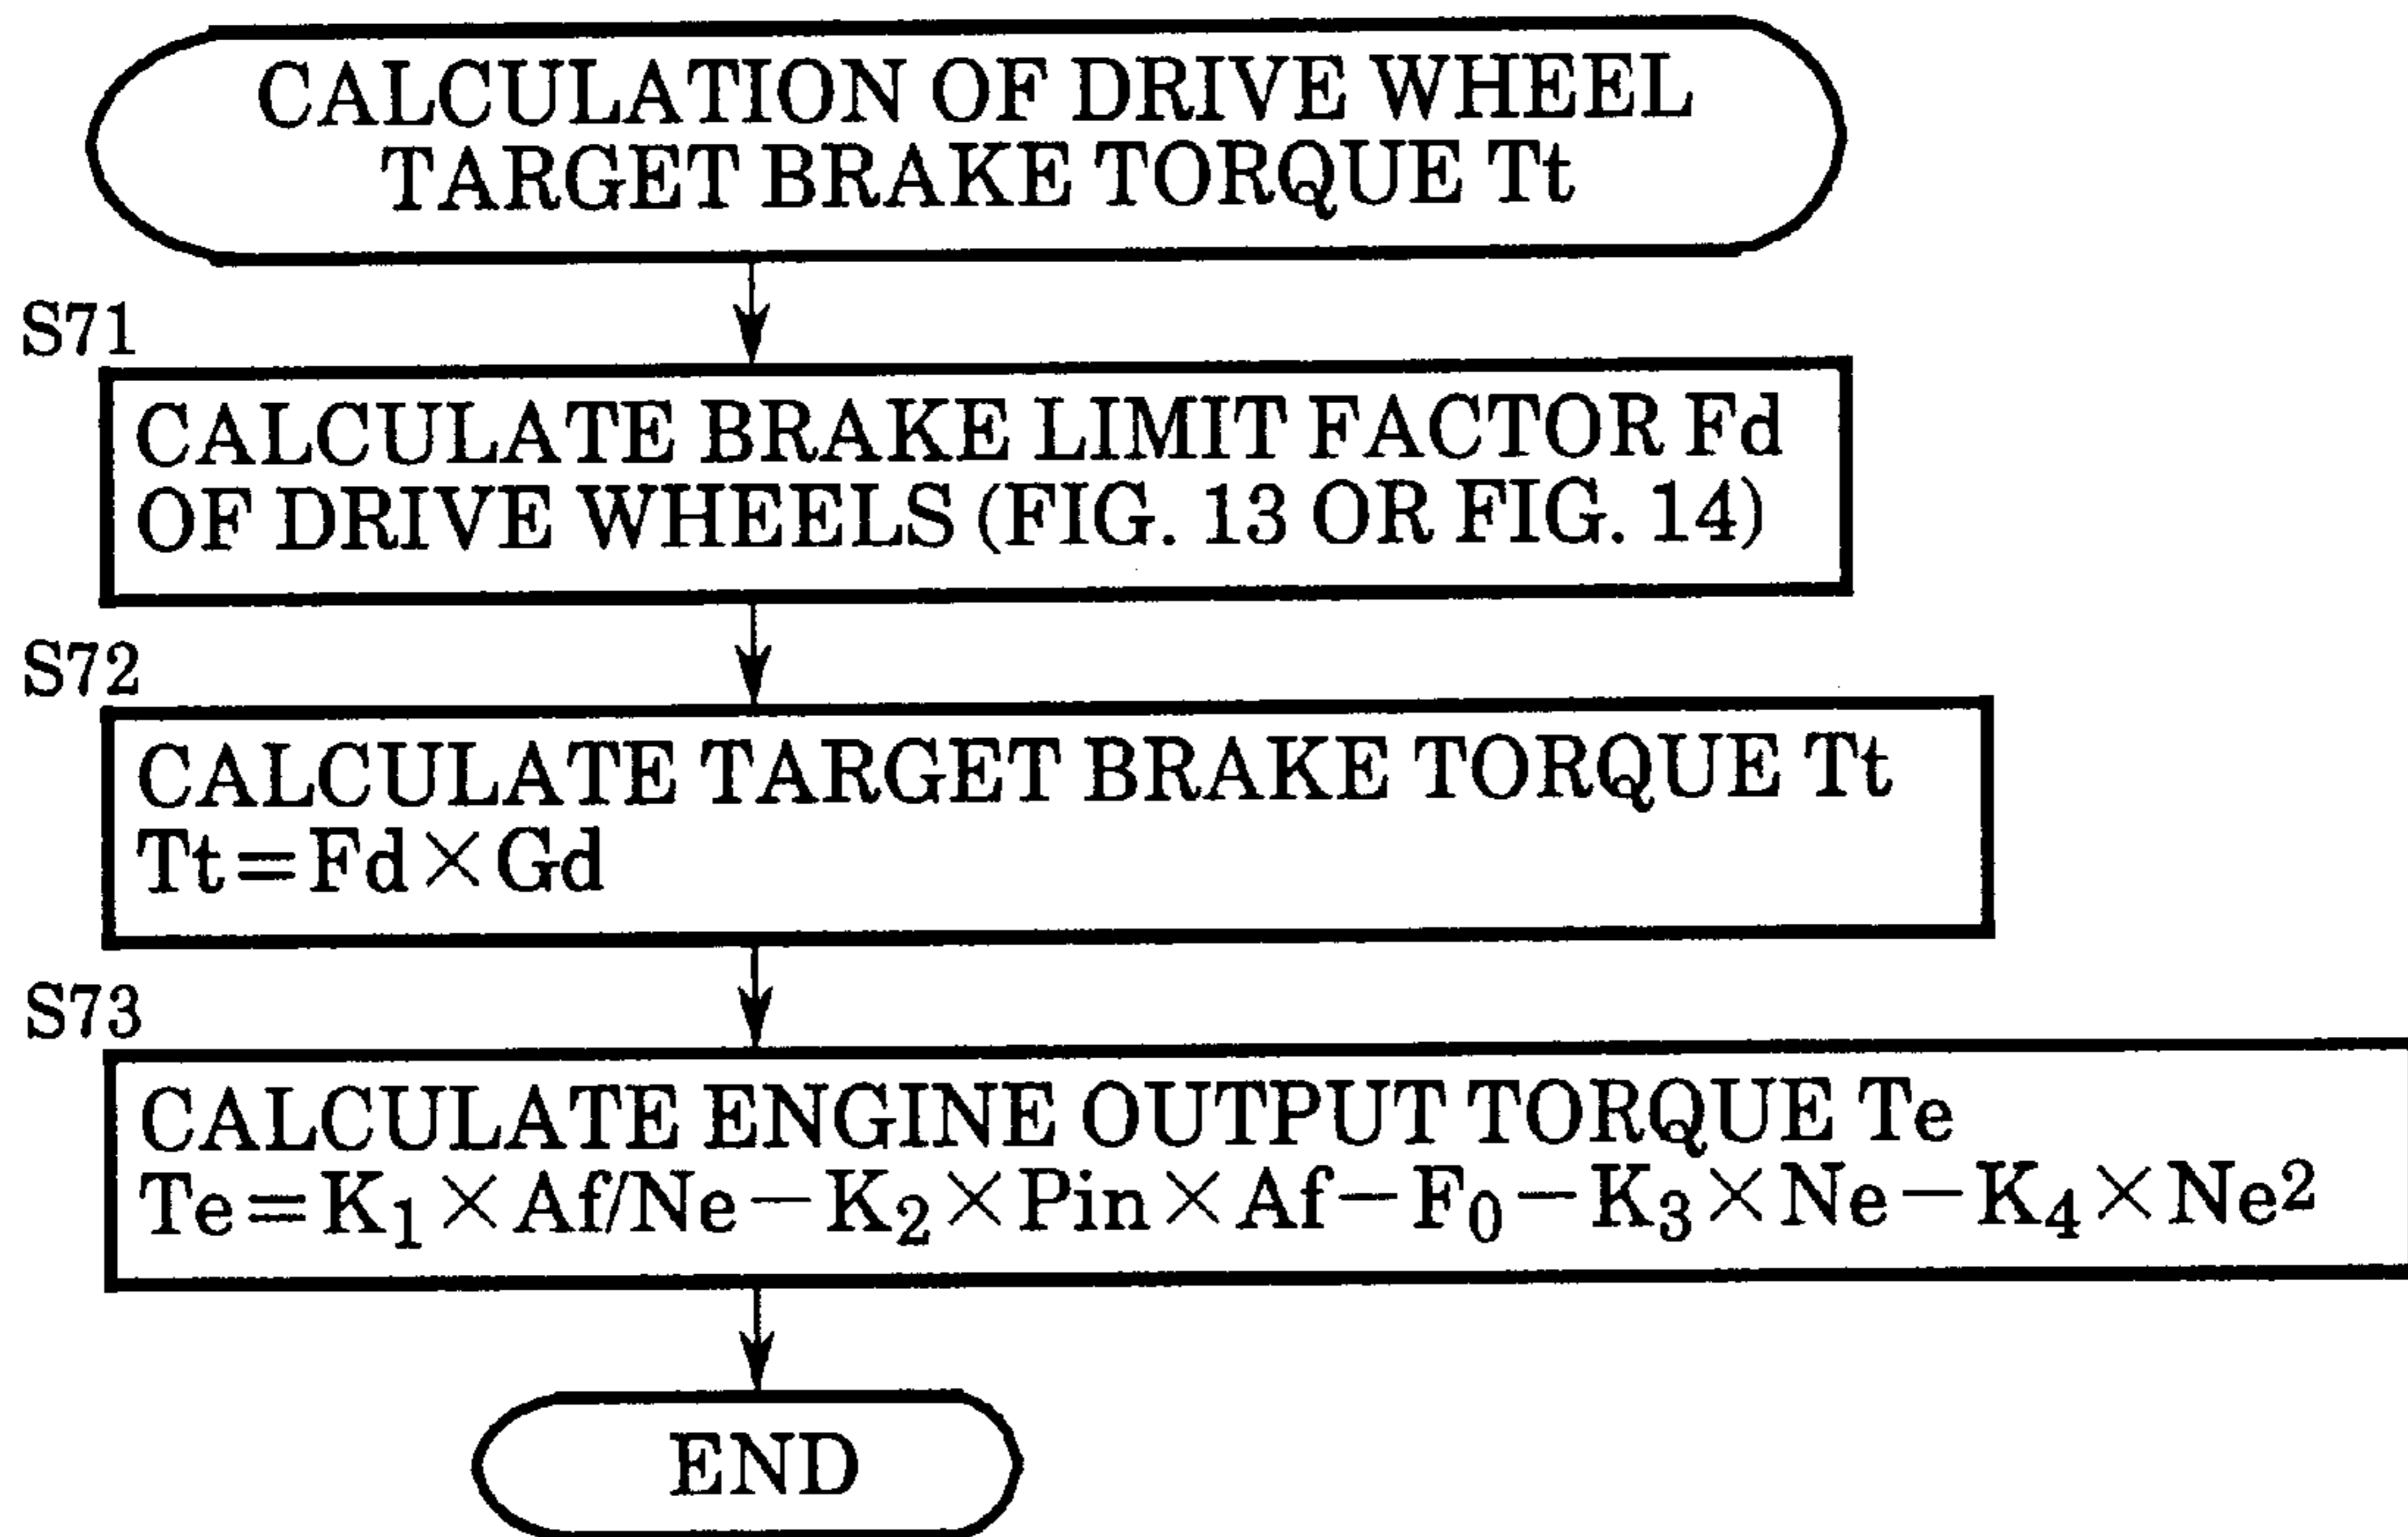 CALCULATION OF DRIVE WHEEL
TARGET BRAKE TORQUE Tt
S71
CALCULATE BRAKE LIMIT FACTOR Fd
OF DRIVE WHEELS (FIG. 13 OR FIG. 14)
S72
CALCULATE TARGET BRAKE TORQUE Tt
Tt=Fd×Gd
S73
CALCULATE ENGINE OUTPUT TORQUE Te
Te=K₁×Af/Ne−K₂×Pin×Af−F₀−K₃×Ne−K₄×Ne²
END